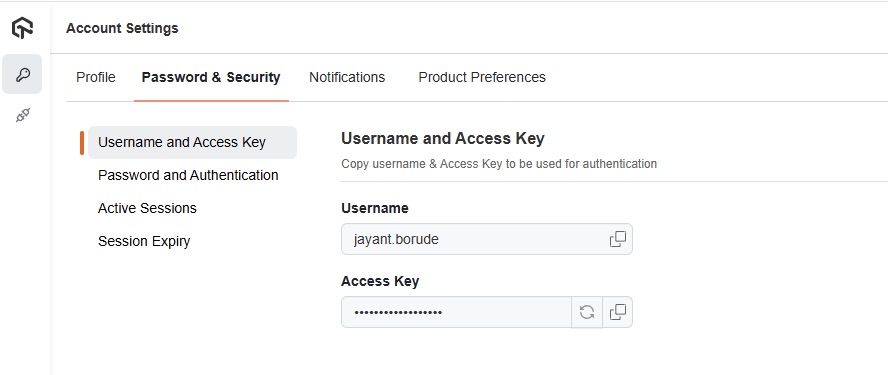 Account Settings
Profile
Password & Security
Notifications
Product Preferences
Username and Access Key
Password and Authentication
Active Sessions
Session Expiry
Username and Access Key
Copy username & Access Key to be used for authentication
Username
jayant.borude
Access Key
••••••••••••••••••